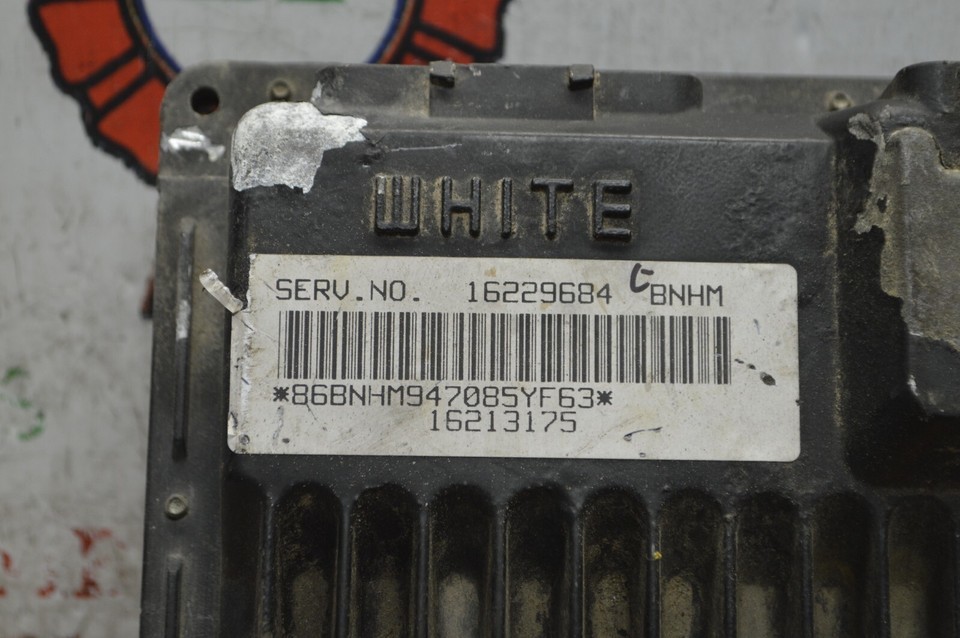 WHITE
SERV.NO. 16229684 BNHM
*86BNHM947085YF63*
16213175